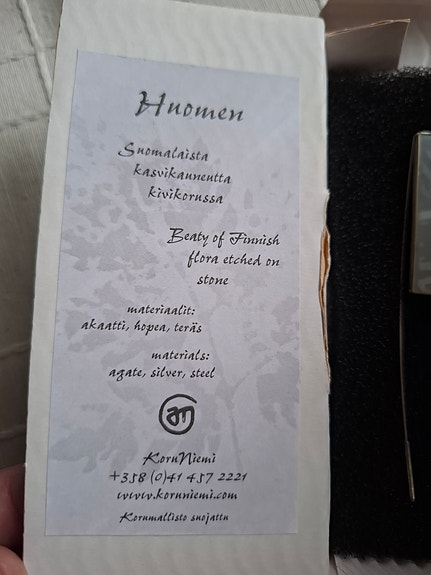 Huomen
Suomalaista
kasvikauneutta
kivikorussa
Beaty of Finnish
flora etched on
stone
materiaalit:
akaatti, hopea, teräs
materials:
agate, silver, steel
KoruNiemi
+358 (0)41 457 2221
www.koruniemi.com
Korumallisto suojattu